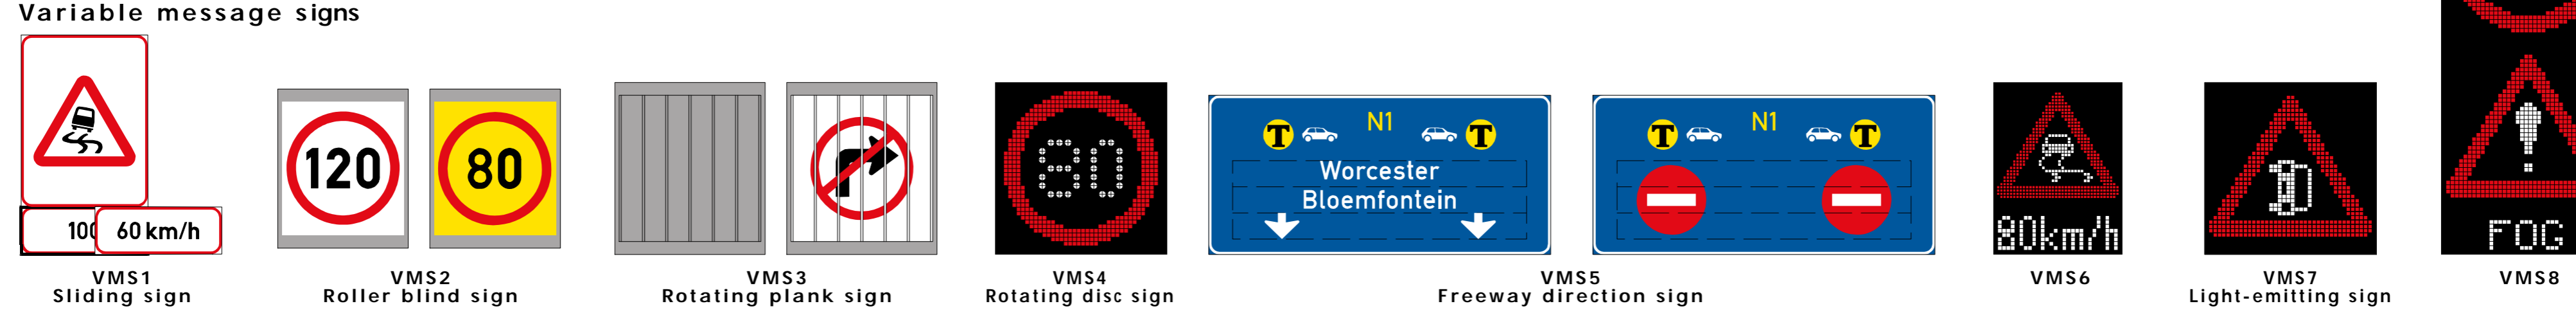 Variable message signs
100 60 km/h
VMS1
Sliding sign
120 80
VMS2
Roller blind sign
VMS3
Rotating plank sign
80
VMS4
Rotating disc sign
T N1 T
Worcester
Bloemfontein
T N1 T
VMS5
Freeway direction sign
80km/h
VMS6
VMS7
Light-emitting sign
!
FOG
VMS8